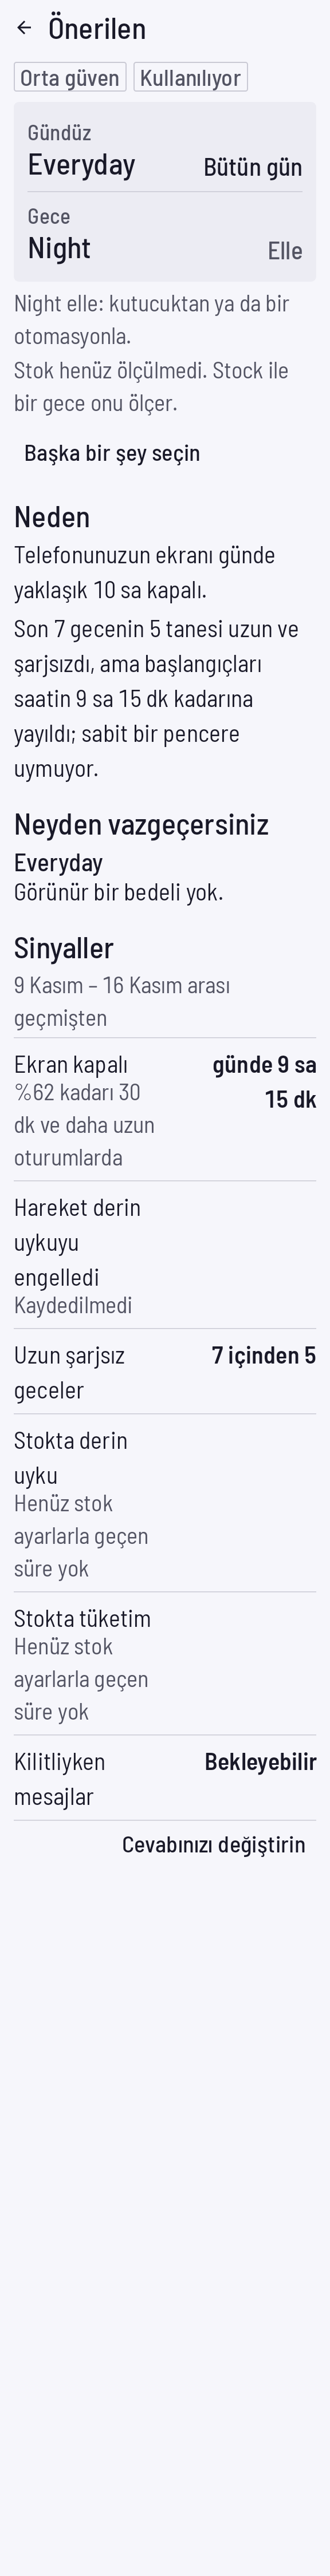 Önerilen
Orta güven Kullanılıyor
Gündüz
Everyday Bütün gün
Gece
Night Elle
Night elle: kutucuktan ya da bir
otomasyonla.
Stok henüz ölçülmedi. Stock ile
bir gece onu ölçer.
Başka bir şey seçin
Neden
Telefonunuzun ekranı günde
yaklaşık 10 sa kapalı.
Son 7 gecenin 5 tanesi uzun ve
şarjsızdı, ama başlangıçları
saatin 9 sa 15 dk kadarına
yayıldı; sabit bir pencere
uymuyor.
Neyden vazgeçersiniz
Everyday
Görünür bir bedeli yok.
Sinyaller
9 Kasım – 16 Kasım arası
geçmişten
Ekran kapalı günde 9 sa
15 dk
%62 kadarı 30
dk ve daha uzun
oturumlarda
Hareket derin
uykuyu
engelledi
Kaydedilmedi
Uzun şarjsız 7 içinden 5
geceler
Stokta derin
uyku
Henüz stok
ayarlarla geçen
süre yok
Stokta tüketim
Henüz stok
ayarlarla geçen
süre yok
Kilitliyken Bekleyebilir
mesajlar
Cevabınızı değiştirin